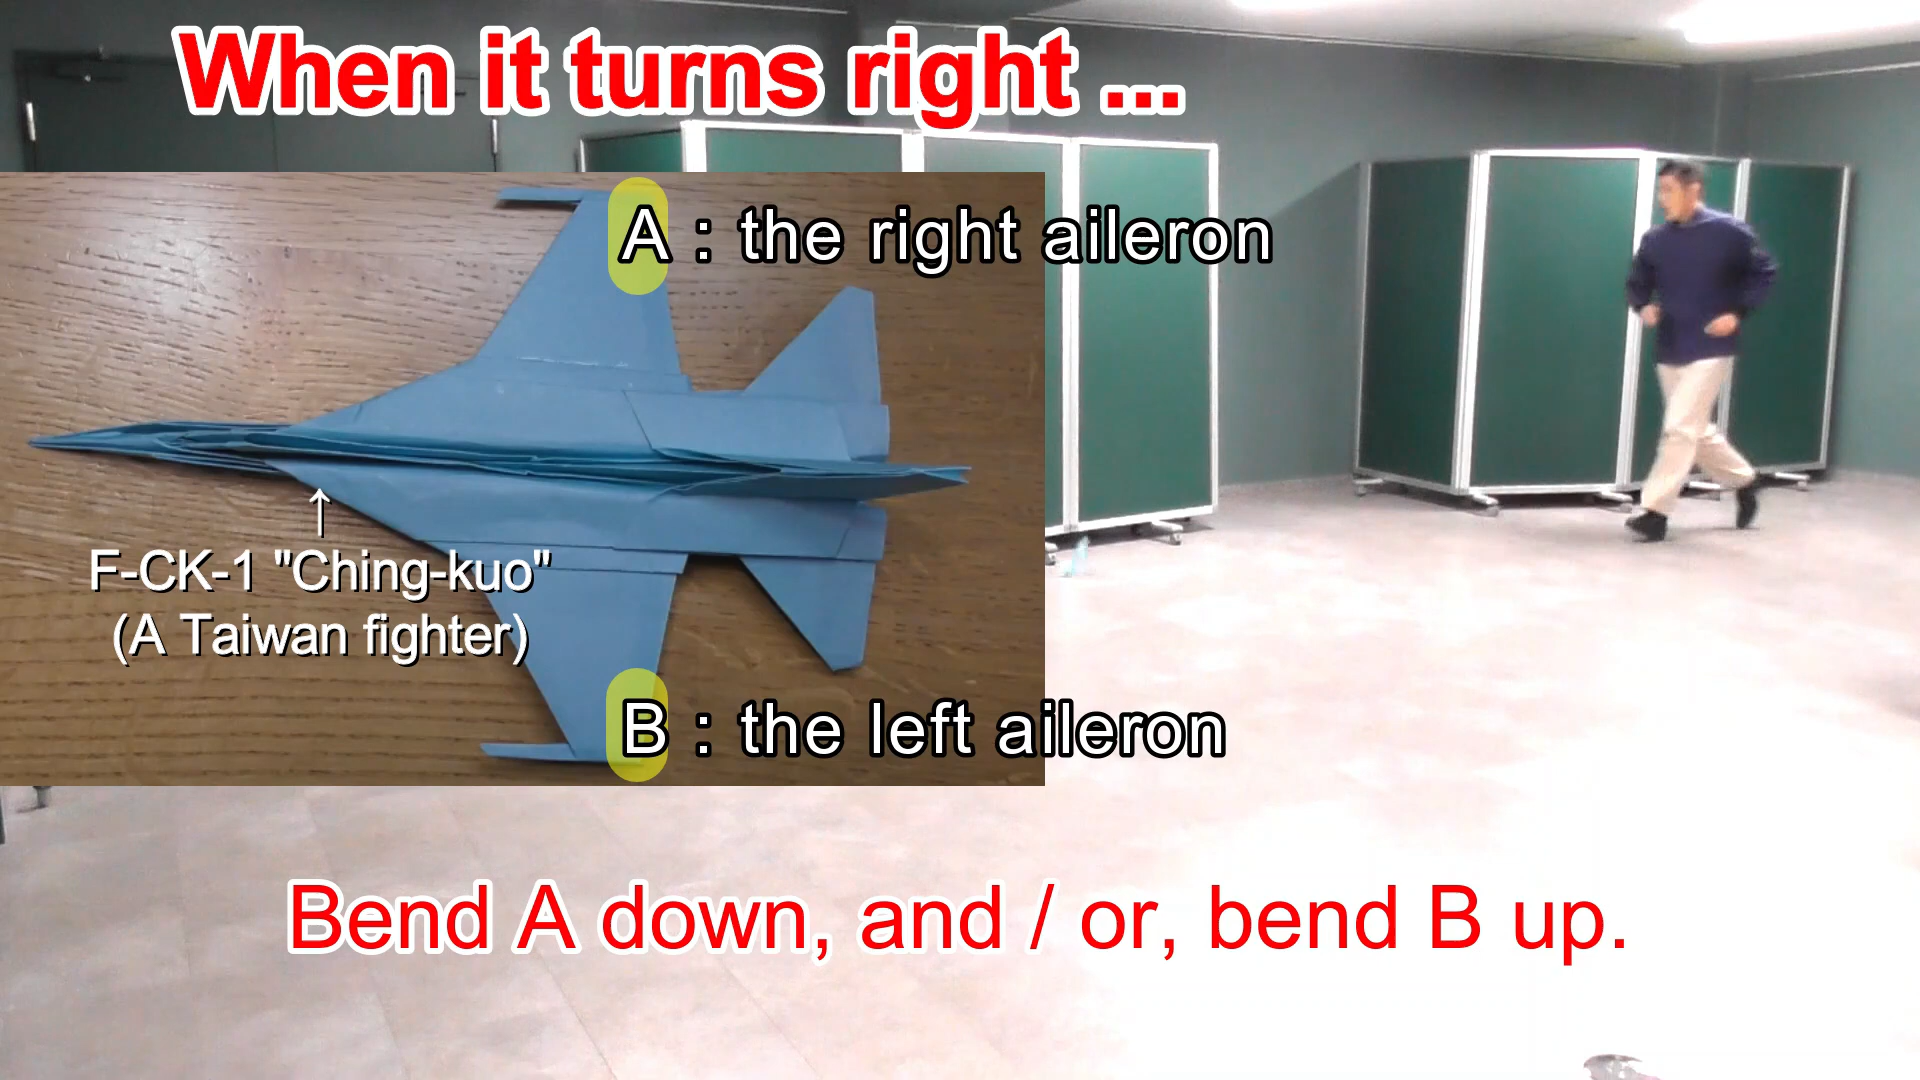 When it turns right ...
A : the right aileron
↑
F-CK-1 "Ching-kuo"
(A Taiwan fighter)
B : the left aileron
Bend A down, and / or, bend B up.